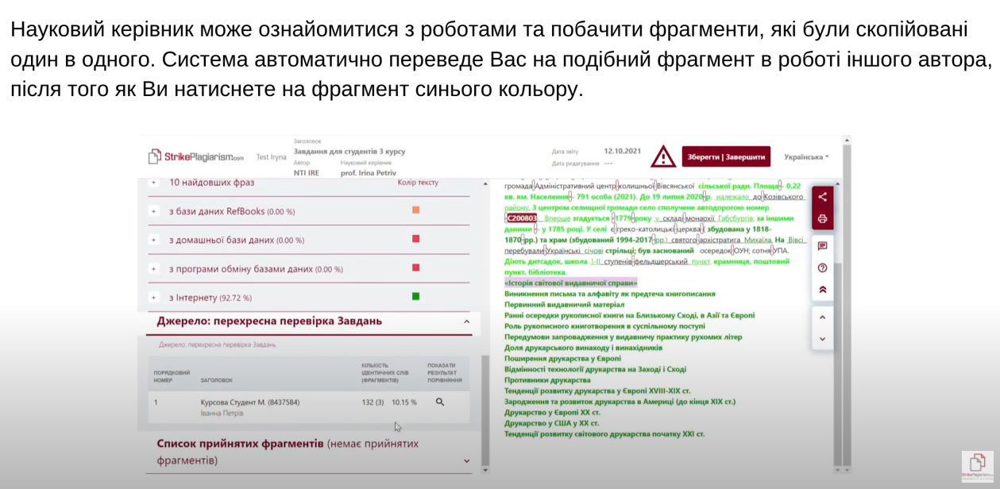 Науковий керівник може ознайомитися з роботами та побачити фрагменти, які були скопійовані
один в одного. Система автоматично переведе Вас на подібний фрагмент в роботі іншого автора,
після того як Ви натиснете на фрагмент синього кольору.
StrikePlagiarism.com
Test Iryna
Заголовок
Завдання для студентів 3 курсу
Автор
Науковий керівник
NTI IRE
prof. Irina Petriv
Дата звіту
12.10.2021
Дата редагування ---
Зберегти | Завершити
Українська
10 найдовших фраз
Колір тексту
з бази даних RefBooks (0.00 %)
з домашньої бази даних (0.00 %)
з програми обміну базами даних (0.00 %)
з Інтернету (92.72 %)
Джерело: перехресна перевірка Завдань
Джерело: перехресна перевірка Завдань
ПОРЯДКОВИЙ НОМЕР
ЗАГОЛОВОК
КІЛЬКІСТЬ ІДЕНТИЧНИХ СЛІВ (ФРАГМЕНТІВ)
ПОКАЗАТИ РЕЗУЛЬТАТ ПОРІВНЯННЯ
1
Курсова Студент М. (8437584)
Іванна Петрів
132 (3) 10.15 %
Список прийнятих фрагментів (немає прийнятих
фрагментів)
громада Адміністративний центр колишньої Вівсянської сільської ради. Площа - 0,22
кв. км. Населення - 791 особа (2021). До 19 липня 2020 р. належало до Козівського
району. З центром селищної громади село сполучене автодорогою номер
С200803 Вперше згадується 1779 року у складі монархії Габсбургів; за іншими
даними - у 1785 році. У селі є греко-католицькі церква ( збудована у 1818-
1870 рр.) та храм (збудований 1994-2017 рр.) святого архістратига Михаїла. На Вівсі
перебували Українські січові стрільці; був заснований осередок ОУН; сотня УПА.
Діють дитсадок, школа І-ІІ ступенів фельдшерський пункт, крамниця, поштовий
пункт, бібліотека.
«Історія світової видавничої справи»
Виникнення письма та алфавіту як предтеча книгописання
Первинний видавничий матеріал
Ранні осередки рукописної книги на Близькому Сході, в Азії та Європі
Роль рукописного книготворення в суспільному поступі
Передумови запровадження у видавничу практику рухомих літер
Доля друкарського винаходу і винахідників
Поширення друкарства у Європі
Відмінності технології друкарства на Заході і Сході
Противники друкарства
Тенденції розвитку друкарства у Європі XVIII-XIX ст.
Зародження та розвиток друкарства в Америці (до кінця XIX ст.)
Друкарство у Європі XX ст.
Друкарство у США у XX ст.
Тенденції розвитку світового друкарства початку XXI ст.
StrikePlagiarism.com